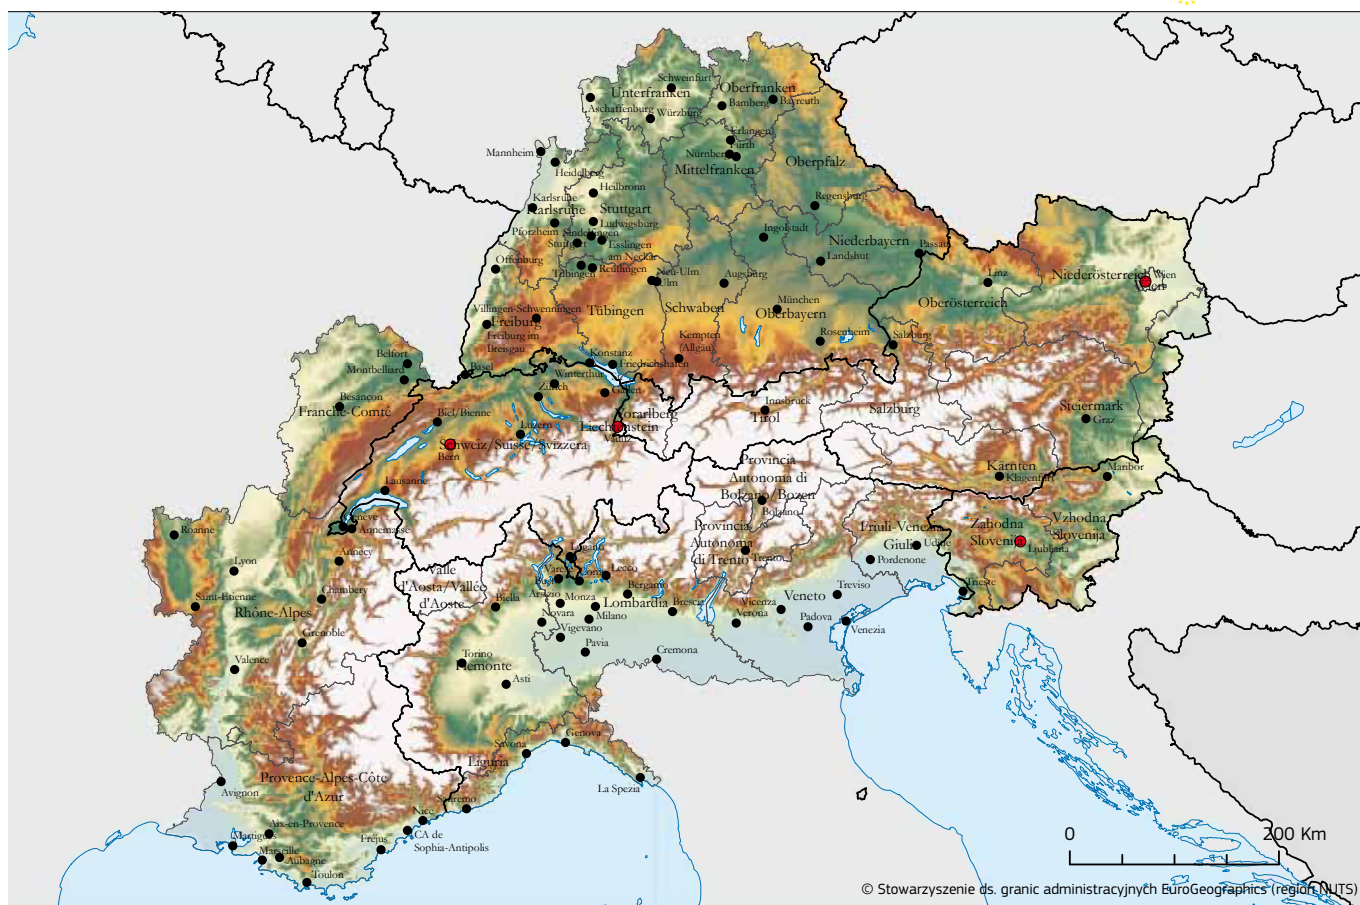 Schweinfurt
Unterfranken
Oberfranken
Aschaffenburg
Bamberg
Bayreuth
Würzburg
Erlangen
Fürth
Nürnberg
Mittelfranken
Oberpfalz
Mannheim
Heidelberg
Heilbronn
Karlsruhe
Karlsruhe
Stuttgart
Regensburg
Ludwigsburg
Pforzheim
Sindelfingen
Stuttgart
Esslingen
am Neckar
Ingolstadt
Niederbayern
Passau
Landshut
Offenburg
Tübingen
Reutlingen
Neu-Ulm
Ulm
Augsburg
Linz
Niederösterreich
Wien
Wien
Oberösterreich
Villingen-Schwenningen
Tübingen
Schwaben
München
Oberbayern
Freiburg
Freiburg im
Breisgau
Kempten
(Allgäu)
Rosenheim
Salzburg
Belfort
Montbelliard
Basel
Konstanz
Friedrichshafen
Winterthur
Zürich
Gallen
Besançon
Franche-Comté
Biel/Bienne
Luzern
Vorarlberg
Liechtenstein
Vaduz
Innsbruck
Tirol
Salzburg
Steiermark
Graz
Schweiz/Suisse/Svizzera
Bern
Lausanne
Provincia
Autonoma di
Bolzano/Bozen
Bolzano
Kärnten
Klagenfurt
Maribor
Roanne
Genève
Annemasse
Annecy
Provincia
Autonoma
di Trento
Trento
Friuli-Venezia
Giulia
Udine
Pordenone
Zahodna
Slovenija
Ljubljana
Vzhodna
Slovenija
Lyon
Chambery
Valle
d'Aosta/Vallée
d'Aoste
Lugano
Varese
Como
Lecco
Busto
Arsizio
Bergamo
Treviso
Trieste
Saint-Etienne
Rhône-Alpes
Biella
Monza
Lombardia
Brescia
Vicenza
Verona
Veneto
Grenoble
Novara
Milano
Vigevano
Padova
Venezia
Valence
Torino
Piemonte
Pavia
Cremona
Asti
Savona
Genova
Liguria
Provence-Alpes-Côte
d'Azur
Avignon
La Spezia
Sanremo
Nice
Aix-en-Provence
Martigues
Fréjus
CA de
Sophia-Antipolis
Marseille
Aubagne
Toulon
0
200 Km
© Stowarzyszenie ds. granic administracyjnych EuroGeographics (region NUTS)